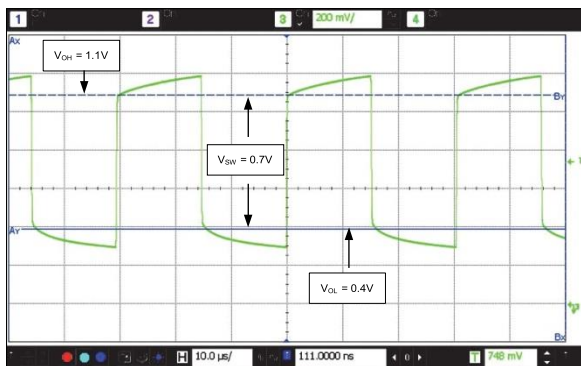 1 2 3 200 mV/ 4
Ax
VOH = 1.1V
BY
VSW = 0.7V
T
AY
VOL = 0.4V
Bx
H 10.0 µs/ 111.0000 ns 0 T 748 mV